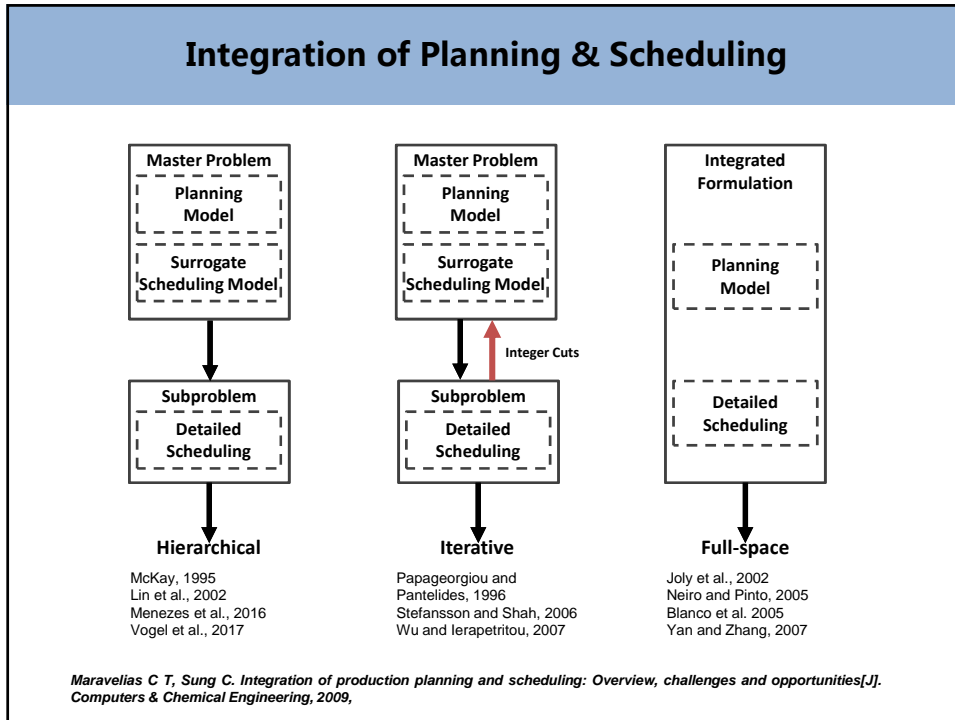 Integration of Planning & Scheduling
Master Problem
Planning
Model
Surrogate
Scheduling Model
Subproblem
Detailed
Scheduling
Hierarchical
McKay, 1995
Lin et al., 2002
Menezes et al., 2016
Vogel et al., 2017
Master Problem
Planning
Model
Surrogate
Scheduling Model
Integer Cuts
Subproblem
Detailed
Scheduling
Iterative
Papageorgiou and
Pantelides, 1996
Stefansson and Shah, 2006
Wu and Ierapetritou, 2007
Integrated
Formulation
Planning
Model
Detailed
Scheduling
Full-space
Joly et al., 2002
Neiro and Pinto, 2005
Blanco et al. 2005
Yan and Zhang, 2007
Maravelias C T, Sung C. Integration of production planning and scheduling: Overview, challenges and opportunities[J].
Computers & Chemical Engineering, 2009,